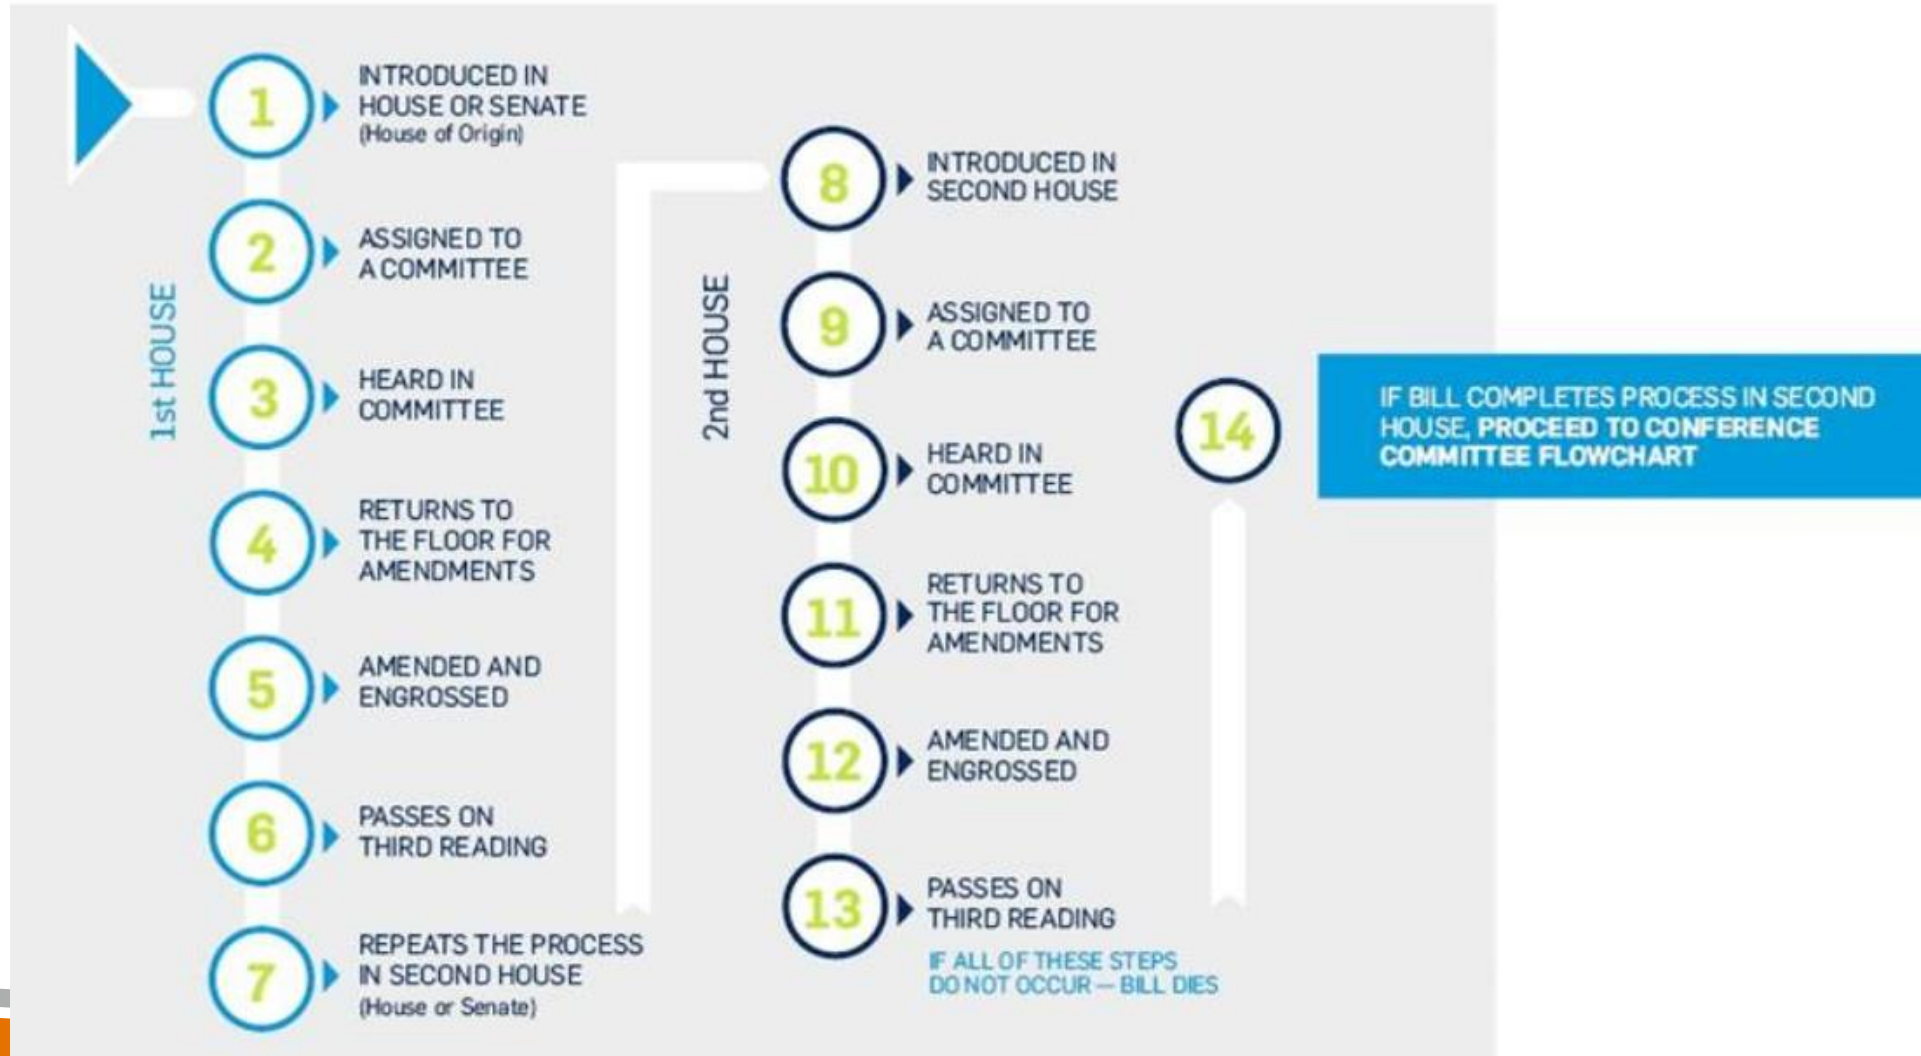 1st HOUSE
1
INTRODUCED IN
HOUSE OR SENATE
(House of Origin)
2
ASSIGNED TO
A COMMITTEE
3
HEARD IN
COMMITTEE
4
RETURNS TO
THE FLOOR FOR
AMENDMENTS
5
AMENDED AND
ENGROSSED
6
PASSES ON
THIRD READING
7
REPEATS THE PROCESS
IN SECOND HOUSE
(House or Senate)
2nd HOUSE
8
INTRODUCED IN
SECOND HOUSE
9
ASSIGNED TO
A COMMITTEE
10
HEARD IN
COMMITTEE
11
RETURNS TO
THE FLOOR FOR
AMENDMENTS
12
AMENDED AND
ENGROSSED
13
PASSES ON
THIRD READING
IF ALL OF THESE STEPS
DO NOT OCCUR — BILL DIES
14
IF BILL COMPLETES PROCESS IN SECOND
HOUSE, PROCEED TO CONFERENCE
COMMITTEE FLOWCHART